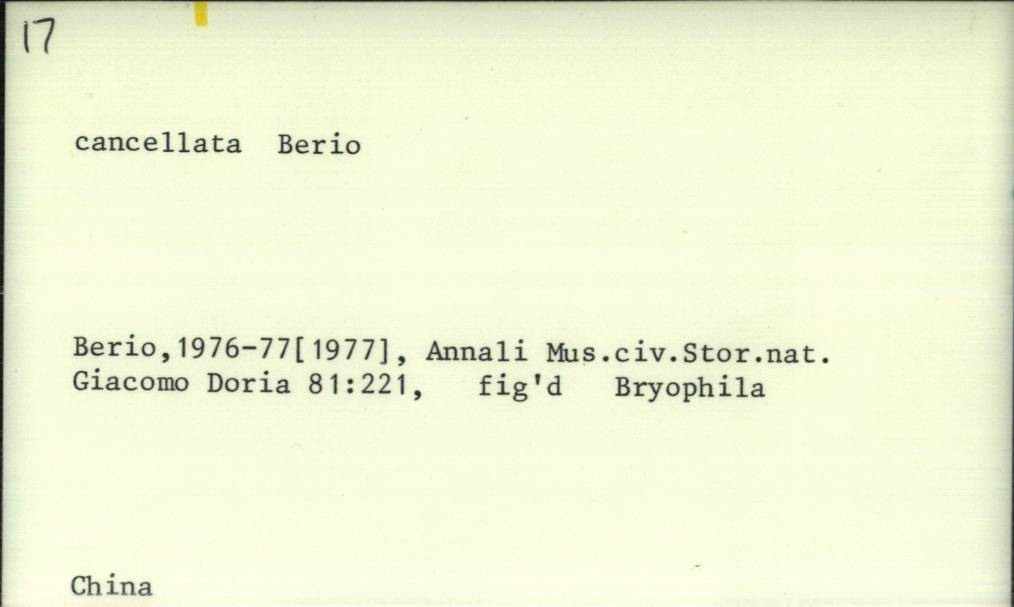 17
cancellata Berio
Berio,1976-77[1977], Annali Mus.civ.Stor.nat.
Giacomo Doria 81:221, fig'd Bryophila
China